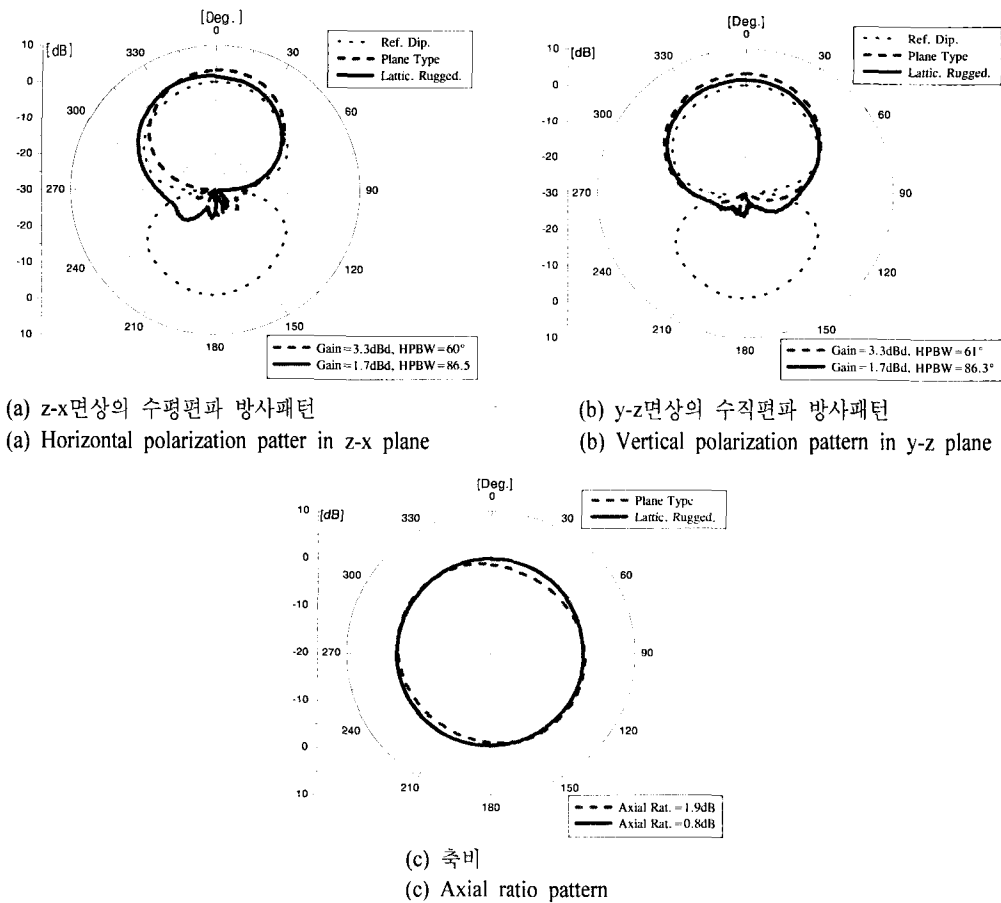 [Deg.]
0
[dB]
10
0
-10
-20
-30
-20
-10
0
10
330
30
300
60
270
90
240
120
210
150
180
Ref. Dip.
Plane Type
Lattic. Rugged.
Gain=3.3dBd, HPBW=60°
Gain=1.7dBd, HPBW=86.5
(a) z-x면상의 수평편파 방사패턴
(a) Horizontal polarization patter in z-x plane
[Deg.]
0
[dB]
10
0
-10
-20
-30
-20
-10
0
10
330
30
300
60
270
90
240
120
210
150
180
Ref. Dip.
Plane Type
Lattic. Rugged.
Gain=3.3dBd, HPBW=61°
Gain=1.7dBd, HPBW=86.3°
(b) y-z면상의 수직편파 방사패턴
(b) Vertical polarization pattern in y-z plane
[Deg.]
0
[dB]
10
0
-10
-20
-10
0
10
330
30
300
60
270
90
240
120
210
150
180
Plane Type
Lattic. Rugged.
Axial Rat.=1.9dB
Axial Rat.=0.8dB
(c) 축비
(c) Axial ratio pattern